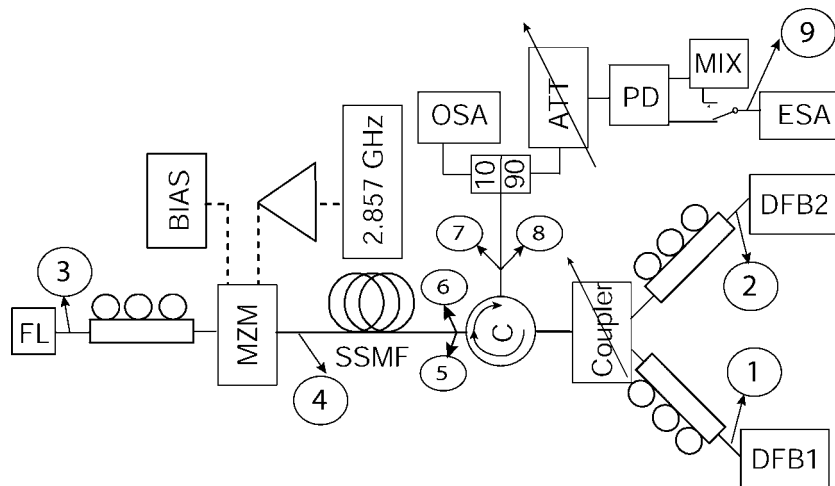 9
MIX
OSA
ATT
PD
ESA
BIAS
2.857 GHz
10
90
7
8
DFB2
3
6
2
FL
MZM
SSMF
C
Coupler
4
5
1
DFB1